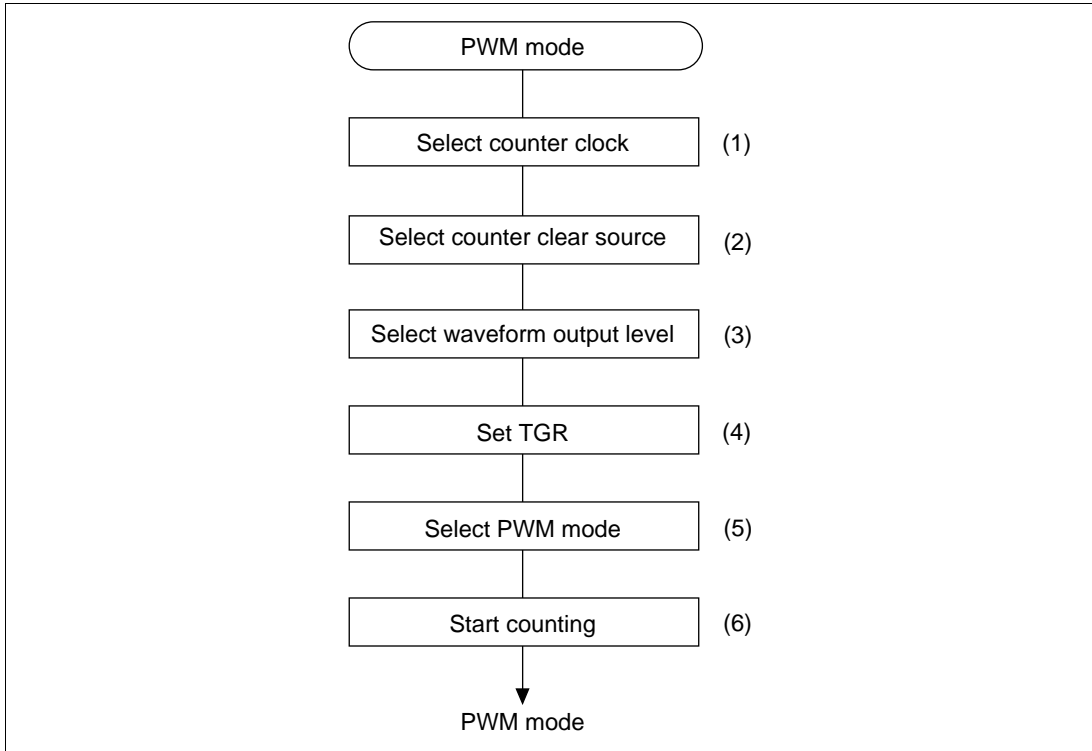 PWM mode
Select counter clock (1)
Select counter clear source (2)
Select waveform output level (3)
Set TGR (4)
Select PWM mode (5)
Start counting (6)
PWM mode